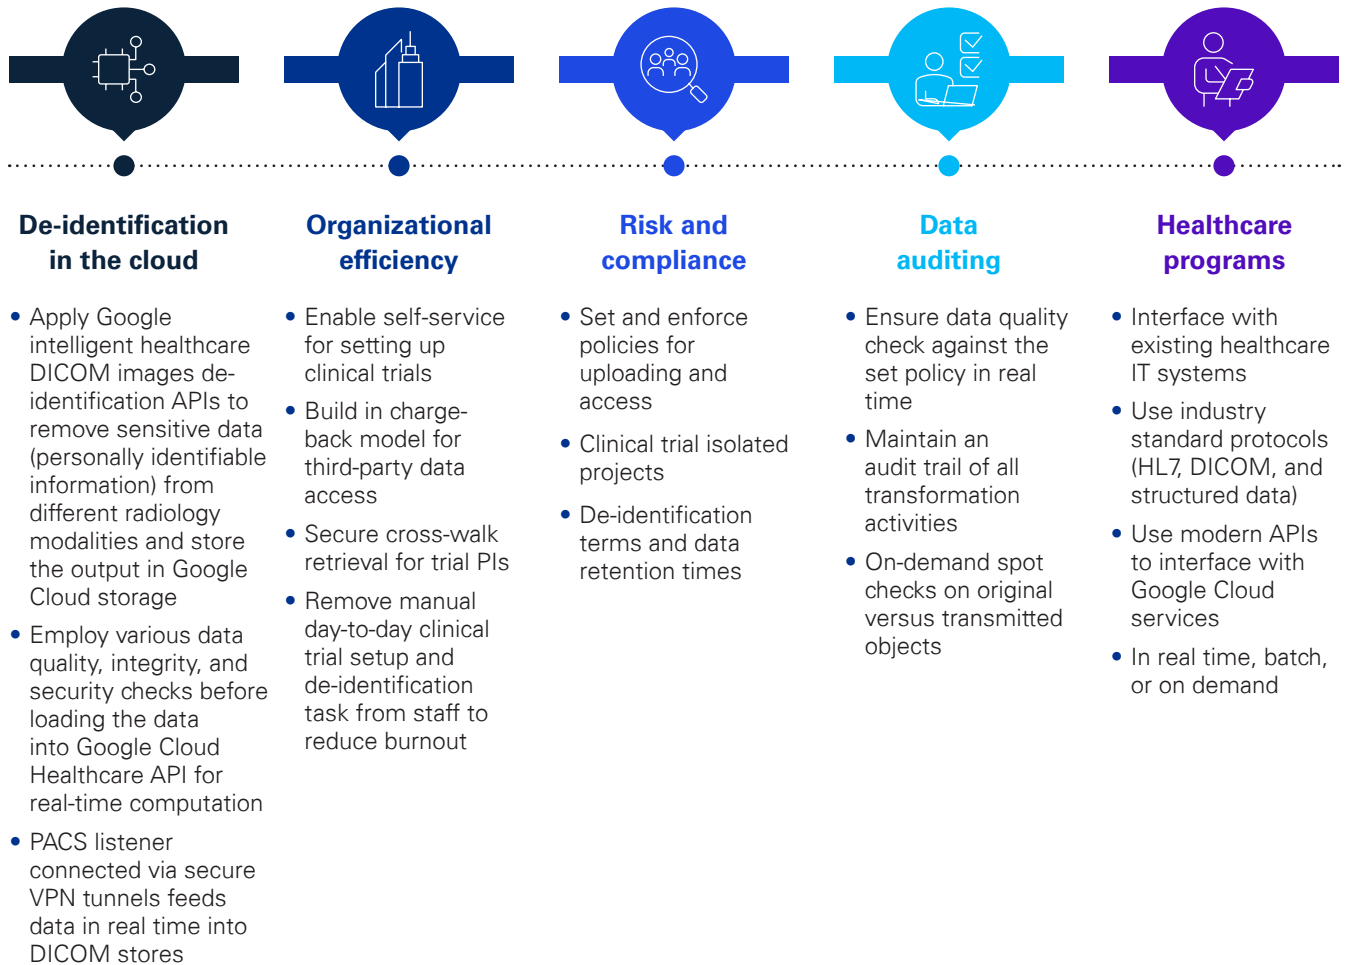 De-identification
in the cloud
• Apply Google
intelligent healthcare
DICOM images de-
identification APIs to
remove sensitive data
(personally identifiable
information) from
different radiology
modalities and store
the output in Google
Cloud storage
• Employ various data
quality, integrity, and
security checks before
loading the data
into Google Cloud
Healthcare API for
real-time computation
• PACS listener
connected via secure
VPN tunnels feeds
data in real time into
DICOM stores
Organizational
efficiency
• Enable self-service
for setting up
clinical trials
• Build in charge-
back model for
third-party data
access
• Secure cross-walk
retrieval for trial PIs
• Remove manual
day-to-day clinical
trial setup and
de-identification
task from staff to
reduce burnout
Risk and
compliance
• Set and enforce
policies for
uploading and
access
• Clinical trial isolated
projects
• De-identification
terms and data
retention times
Data
auditing
• Ensure data quality
check against the
set policy in real
time
• Maintain an
audit trail of all
transformation
activities
• On-demand spot
checks on original
versus transmitted
objects
Healthcare
programs
• Interface with
existing healthcare
IT systems
• Use industry
standard protocols
(HL7, DICOM, and
structured data)
• Use modern APIs
to interface with
Google Cloud
services
• In real time, batch,
or on demand